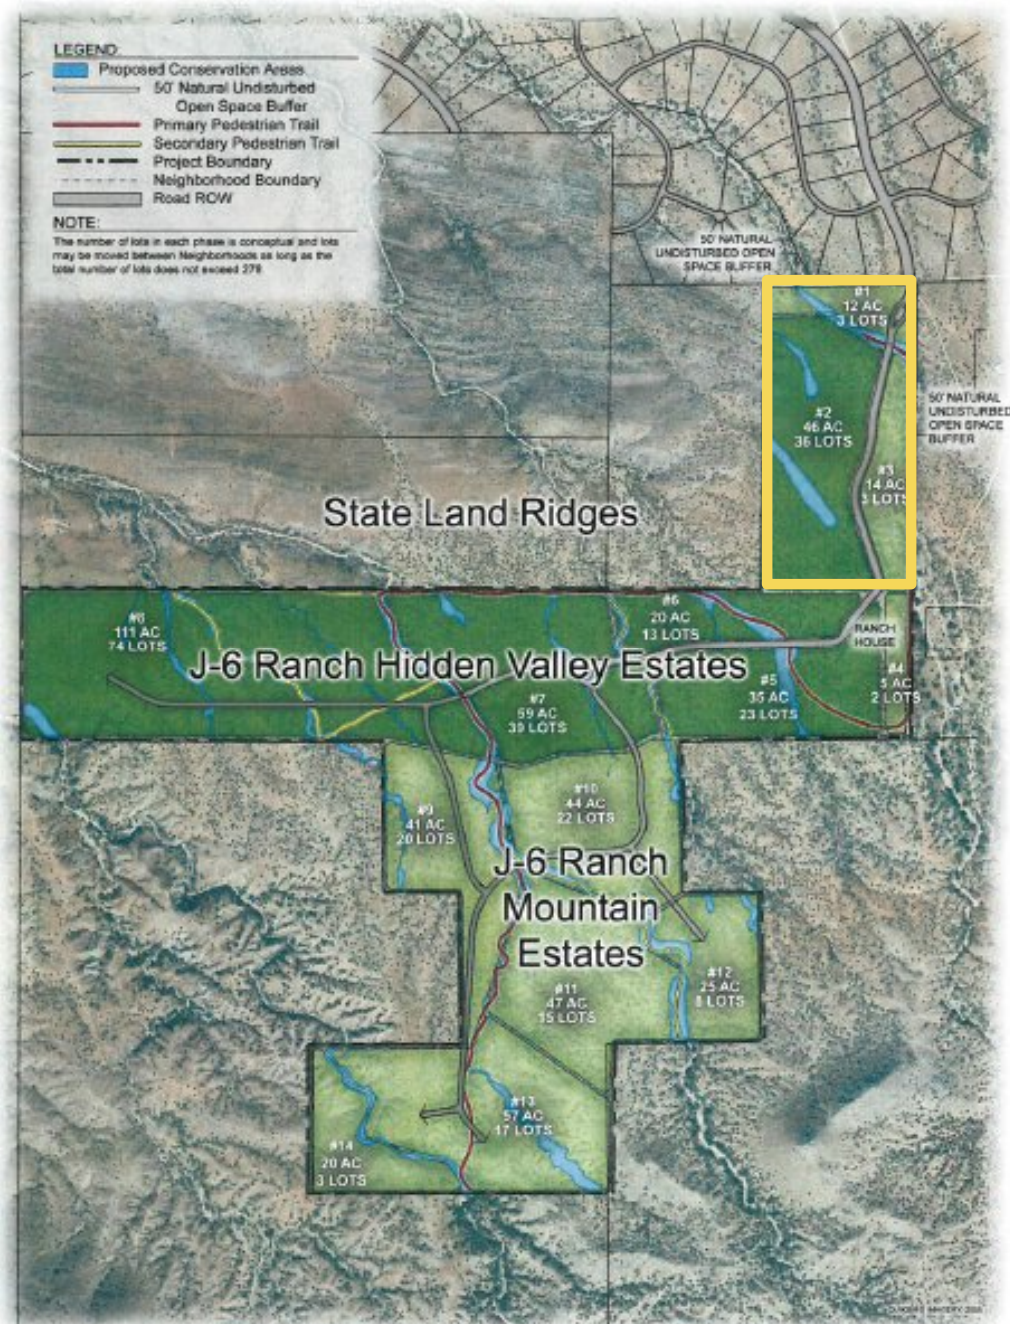 LEGEND:
Proposed Conservation Areas
50' Natural Undisturbed
Open Space Buffer
Primary Pedestrian Trail
Secondary Pedestrian Trail
Project Boundary
Neighborhood Boundary
Road ROW
NOTE:
The number of lots in each phase is conceptual and lots
may be moved between Neighborhoods as long as the
total number of lots does not exceed 278.
50' NATURAL
UNDISTURBED OPEN
SPACE BUFFER
#1
12 AC
3 LOTS
#2
46 AC
36 LOTS
50' NATURAL
UNDISTURBED
OPEN SPACE
BUFFER
#3
14 AC
3 LOTS
State Land Ridges
#6
20 AC
13 LOTS
#8
111 AC
74 LOTS
RANCH
HOUSE
J-6 Ranch Hidden Valley Estates
#4
5 AC
2 LOTS
#5
35 AC
23 LOTS
#7
59 AC
39 LOTS
#10
44 AC
22 LOTS
#9
41 AC
20 LOTS
J-6 Ranch
Mountain
Estates
#12
25 AC
8 LOTS
#11
47 AC
15 LOTS
#13
57 AC
17 LOTS
#14
20 AC
3 LOTS